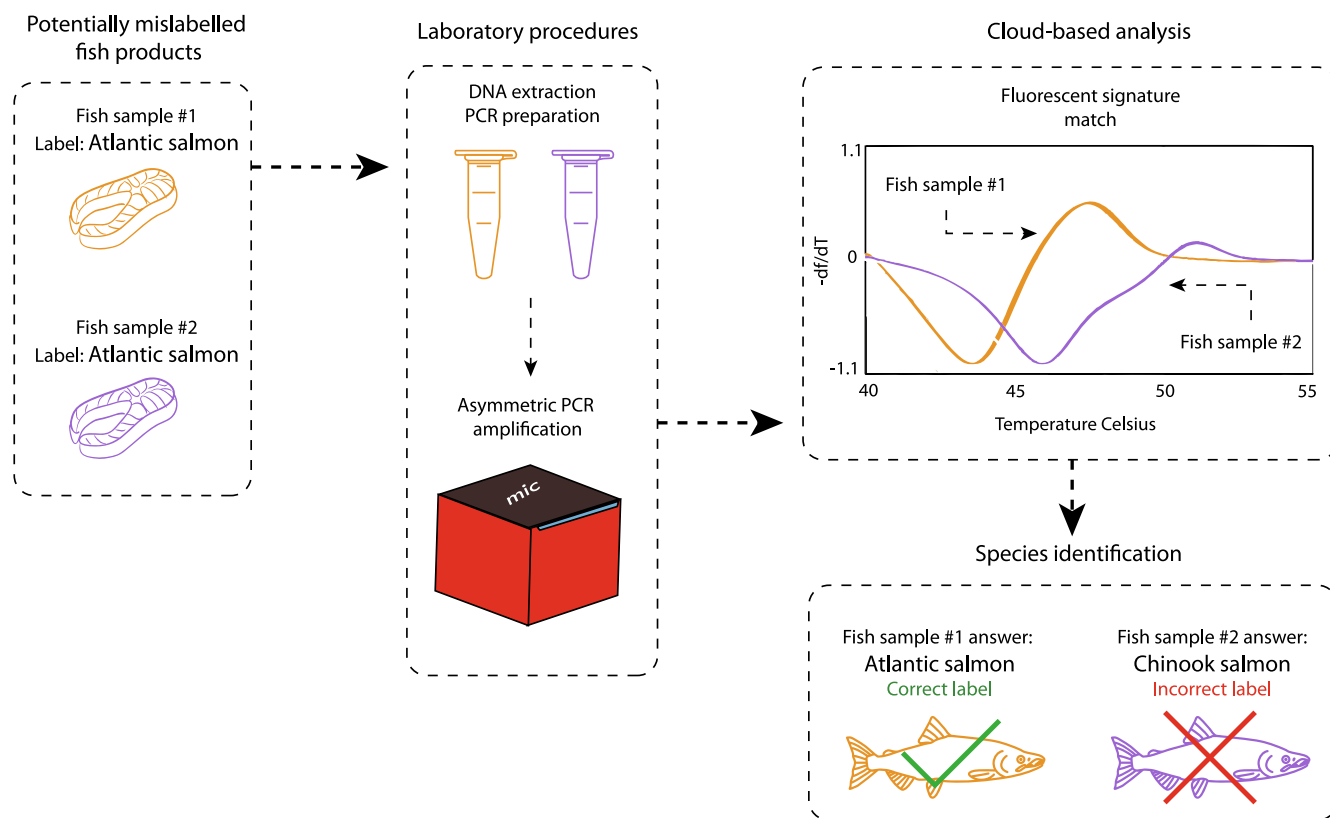 Potentially mislabelled
fish products
Fish sample #1
Label: Atlantic salmon
Fish sample #2
Label: Atlantic salmon
Laboratory procedures
DNA extraction
PCR preparation
Asymmetric PCR
amplification
mic
Cloud-based analysis
Fluorescent signature
match
1.1
0
-1.1
-df/dT
Fish sample #1
Fish sample #2
40
45
50
55
Temperature Celsius
Species identification
Fish sample #1 answer:
Atlantic salmon
Correct label
Fish sample #2 answer:
Chinook salmon
Incorrect label